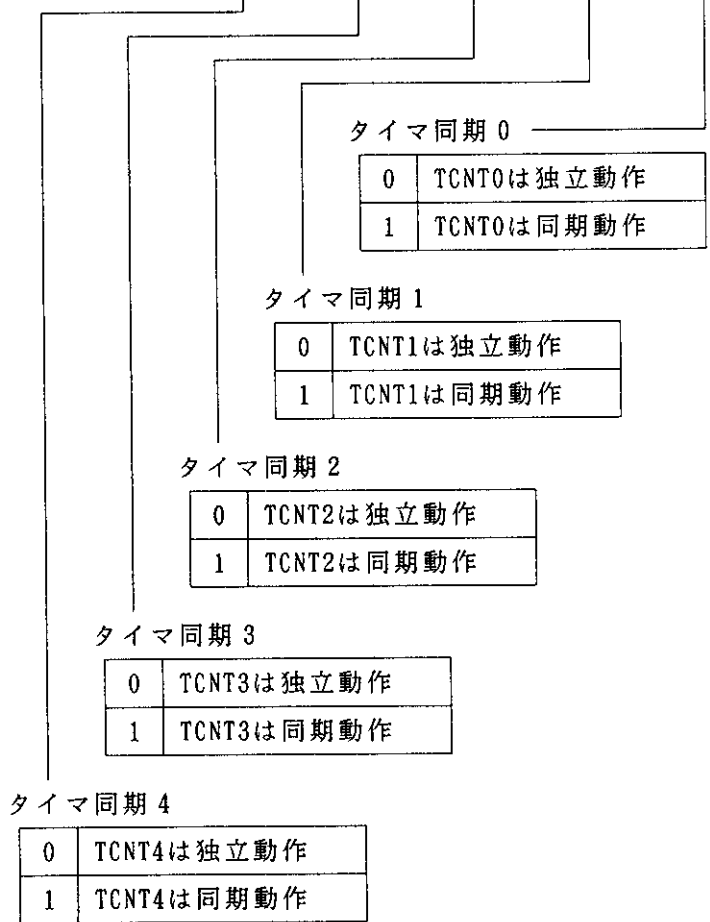 タイマ同期0
0 TCNT0は独立動作
1 TCNT0は同期動作
タイマ同期1
0 TCNT1は独立動作
1 TCNT1は同期動作
タイマ同期2
0 TCNT2は独立動作
1 TCNT2は同期動作
タイマ同期3
0 TCNT3は独立動作
1 TCNT3は同期動作
タイマ同期4
0 TCNT4は独立動作
1 TCNT4は同期動作